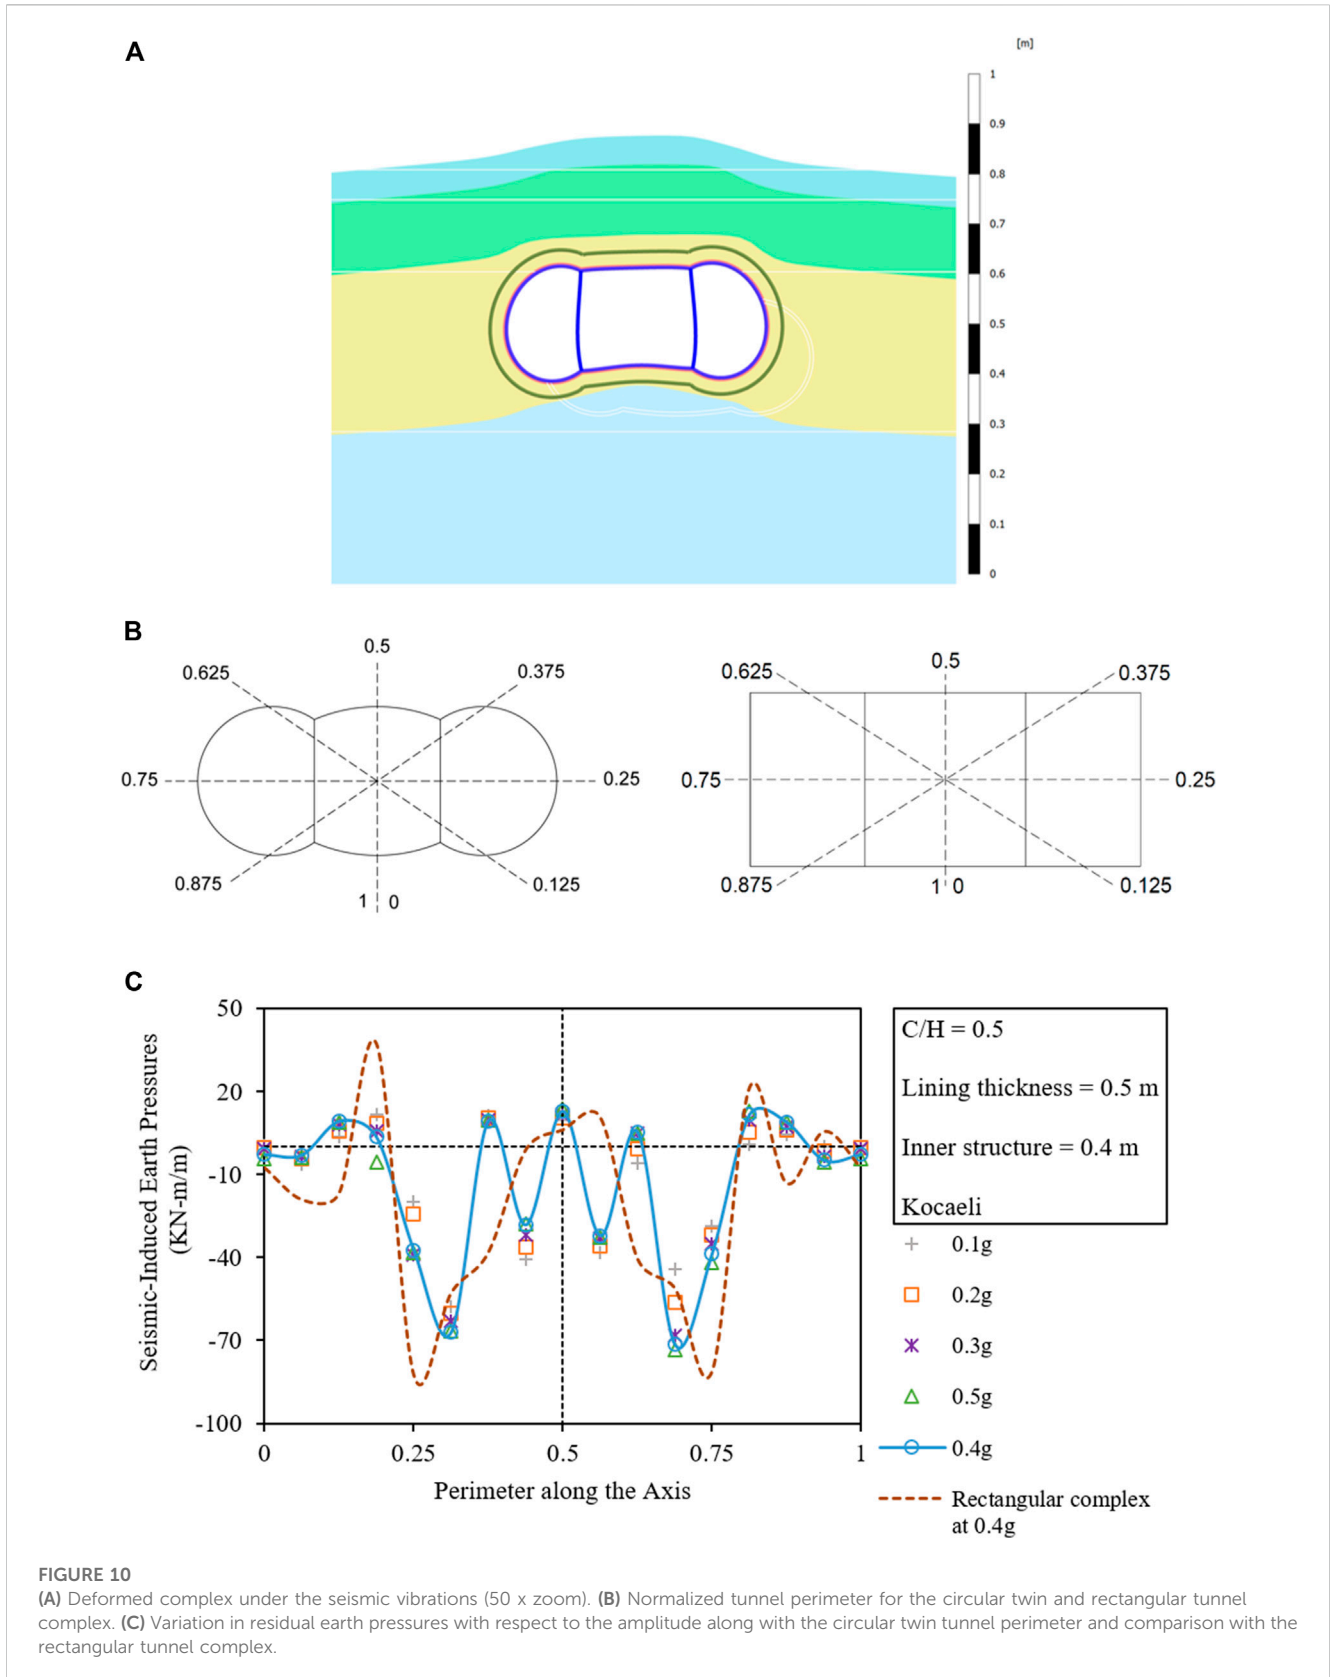 A
[m]
1
0.9
0.8
0.7
0.6
0.5
0.4
0.3
0.2
0.1
0
B
0.5
0.625
0.375
0.75
0.25
0.875
0.125
1 0
0.5
0.625
0.375
0.75
0.25
0.875
0.125
1 0
C
50
20
-10
-40
-70
-100
Seismic-Induced Earth Pressures
(KN-m/m)
0 0.25 0.5 0.75 1
Perimeter along the Axis
C/H = 0.5
Lining thickness = 0.5 m
Inner structure = 0.4 m
Kocaeli
0.1g
0.2g
0.3g
0.5g
0.4g
Rectangular complex
at 0.4g
FIGURE 10
(A) Deformed complex under the seismic vibrations (50 x zoom). (B) Normalized tunnel perimeter for the circular twin and rectangular tunnel
complex. (C) Variation in residual earth pressures with respect to the amplitude along with the circular twin tunnel perimeter and comparison with the
rectangular tunnel complex.